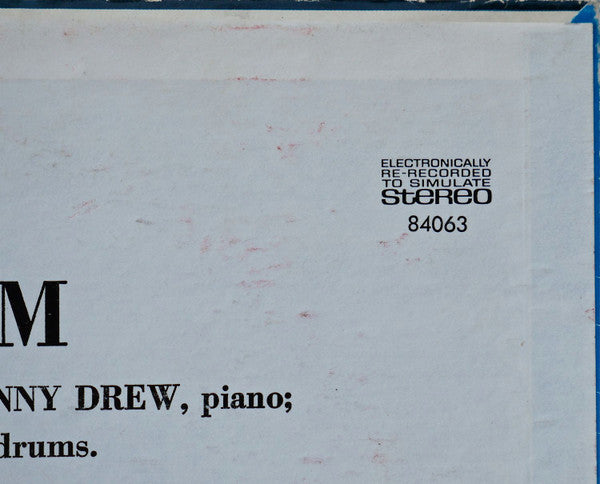 ELECTRONICALLY
RE-RECORDED
TO SIMULATE
STEREO
84063
M
NNY DREW, piano;
drums.